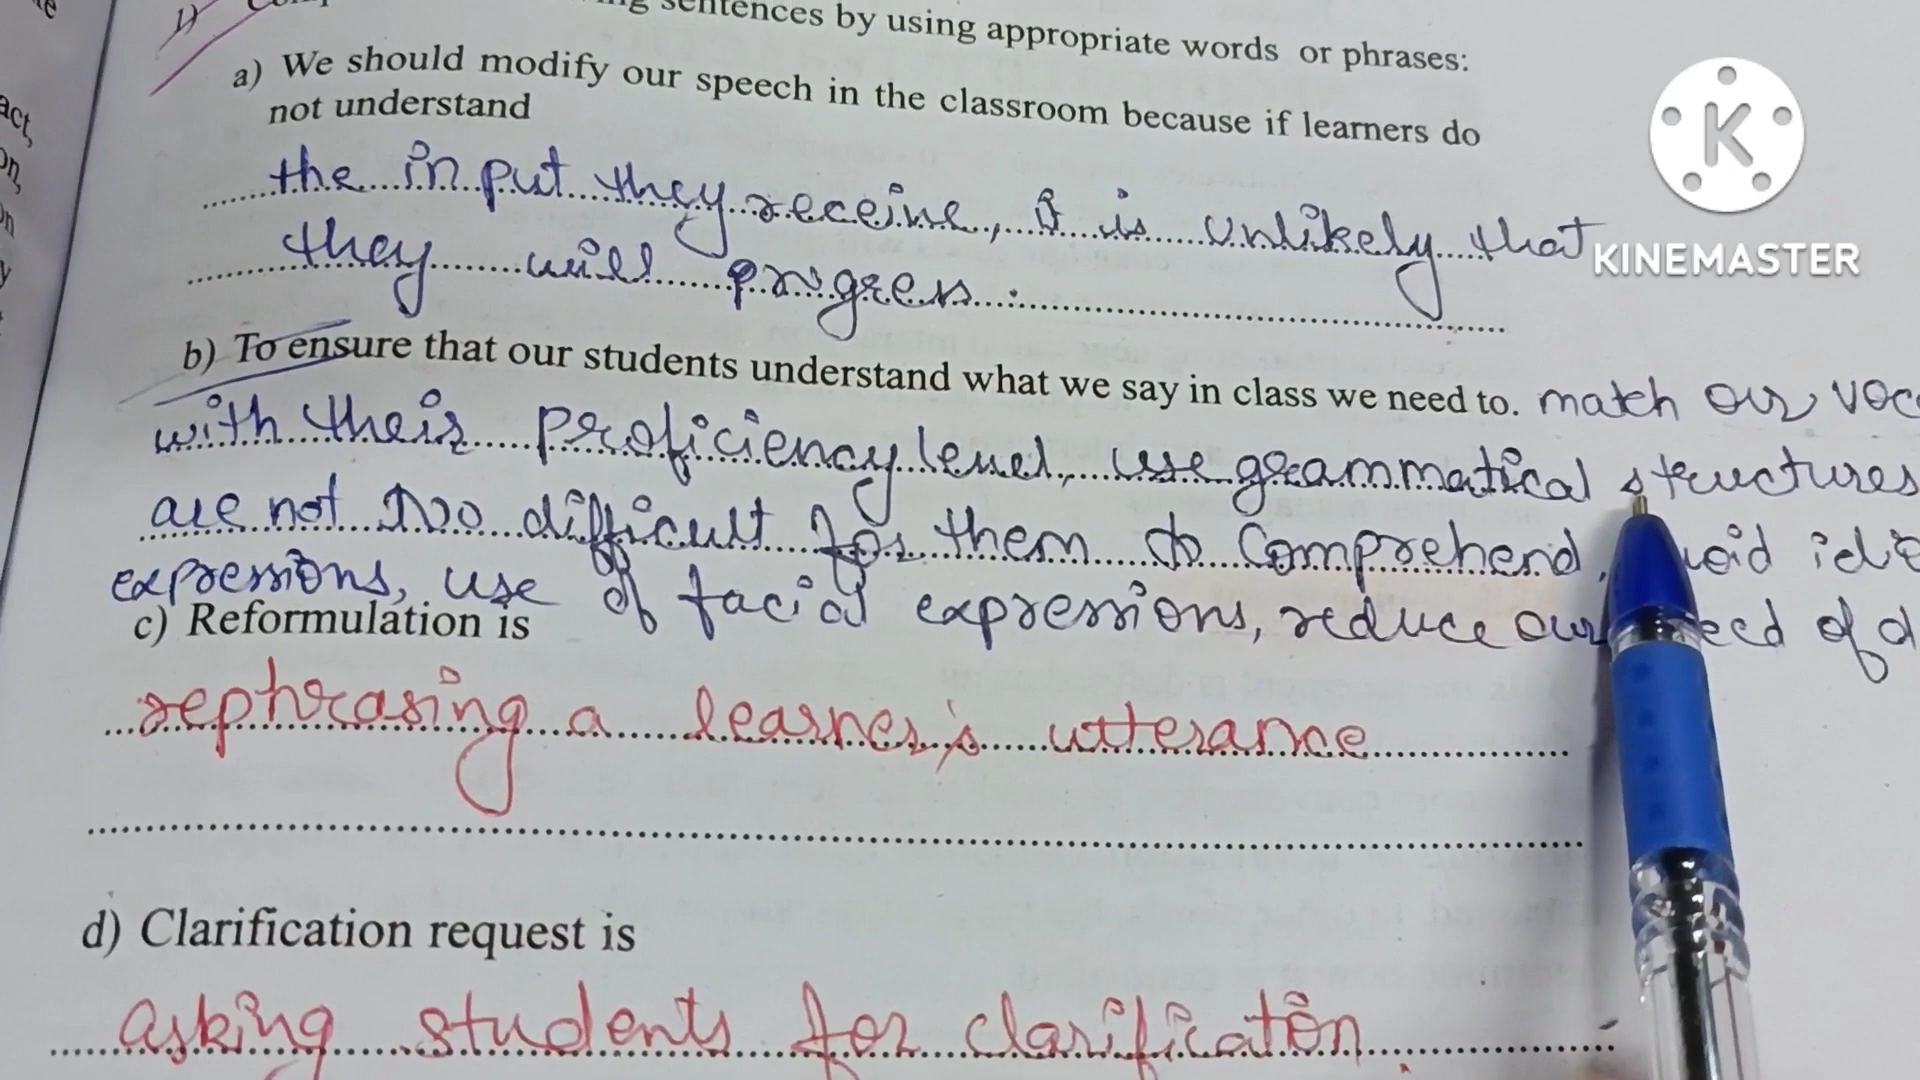 sentences by using appropriate words or phrases:
a) We should modify our speech in the classroom because if learners do
not understand
the input they receive, it is unlikely that
they will progress.
b) To ensure that our students understand what we say in class we need to. match our
with their proficiency level, use grammatical structures
are not too difficult for them to comprehend,
expressions, use of facial expressions, reduce our of
c) Reformulation is
rephrasing a learner's utterance
d) Clarification request is
asking students for clarification.
K
KINEMASTER